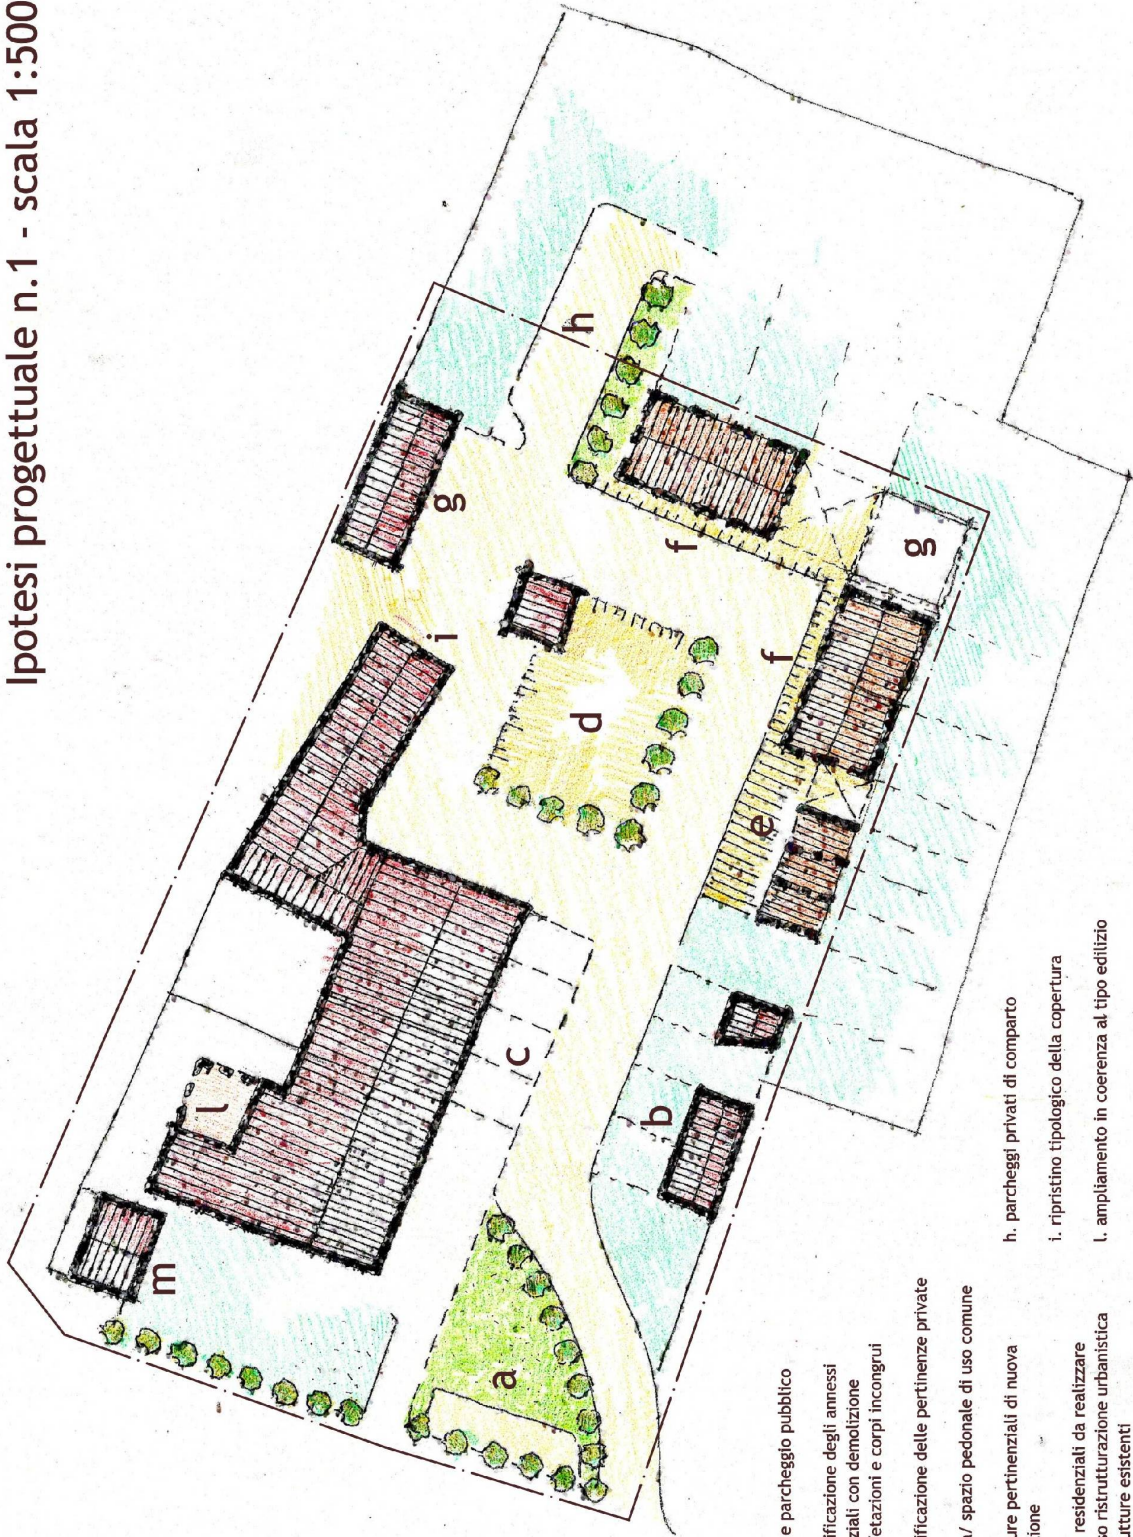 Ipotesi progettuale n.1 - scala 1:500
h
g
g
f
f
i
d
e
l
c
b
m
a
e parcheggio pubblico
ificazione degli annessi
ziali con demolizione
etazioni e corpi incongrui
ificazione delle pertinenze private
/ spazio pedonale di uso comune
re pertinenziali di nuova
ione
residenziali da realizzare
o ristrutturazione urbanistica
tture esistenti
h. parcheggi privati di comparto
i. ripristino tipologico della copertura
l. ampliamento in coerenza al tipo edilizio